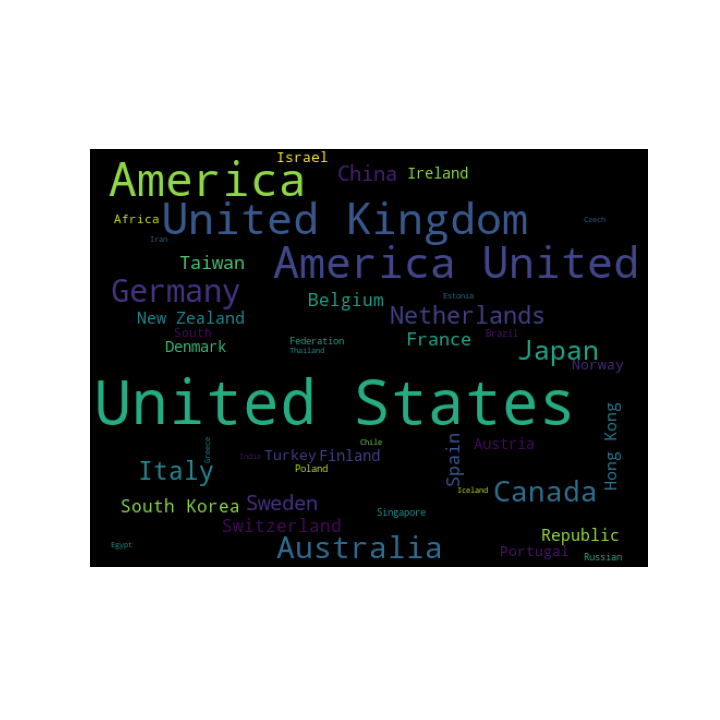 Israel
America
China
Ireland
Africa
United Kingdom
Czech
Iran
America United
Taiwan
Germany
Belgium
Estonia
Netherlands
New Zealand
South
Brazil
Denmark
Federation
Thailand
France
Japan
Norway
United States
Hong Kong
Greece
India
Turkey
Finland
Chile
Poland
Spain
Austria
Italy
Iceland
Canada
South Korea
Sweden
Singapore
Switzerland
Republic
Australia
Portugal
Egypt
Russian